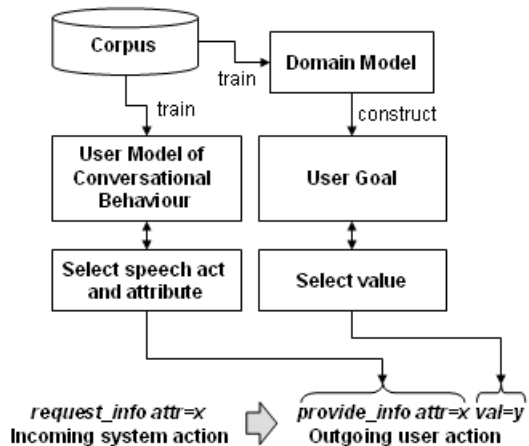 Corpus
Domain Model
train
train
construct
User Model of
Conversational
Behaviour
User Goal
Select speech act
and attribute
Select value
request_info attr=x
Incoming system action
provide_info attr=x val=y
Outgoing user action